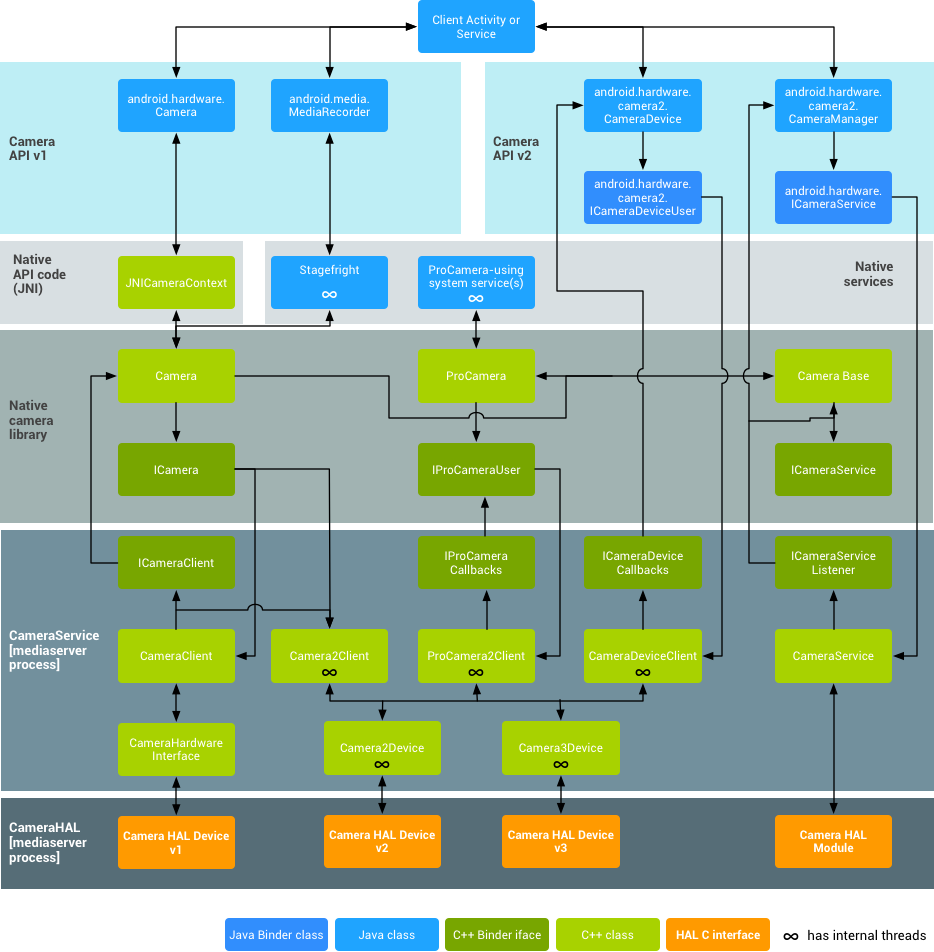 Client Activity or
Service
Camera
API v1
android.hardware.
Camera
android.media.
MediaRecorder
Camera
API v2
android.hardware.
camera2.
CameraDevice
android.hardware.
camera2.
CameraManager
android.hardware.
camera2.
ICameraDeviceUser
android.hardware.
ICameraService
Native
API code
(JNI)
JNICameraContext
Stagefright
∞
ProCamera-using
system service(s)
∞
Native
services
Native
camera
library
Camera
ProCamera
Camera Base
ICamera
IProCameraUser
ICameraService
CameraService
[mediaserver
process]
ICameraClient
IProCamera
Callbacks
ICameraDevice
Callbacks
ICameraService
Listener
CameraClient
Camera2Client
∞
ProCamera2Client
∞
CameraDeviceClient
∞
CameraService
CameraHardware
Interface
Camera2Device
∞
Camera3Device
∞
CameraHAL
[mediaserver
process]
Camera HAL Device
v1
Camera HAL Device
v2
Camera HAL Device
v3
Camera HAL
Module
Java Binder class
Java class
C++ Binder iface
C++ class
HAL C interface
∞ has internal threads